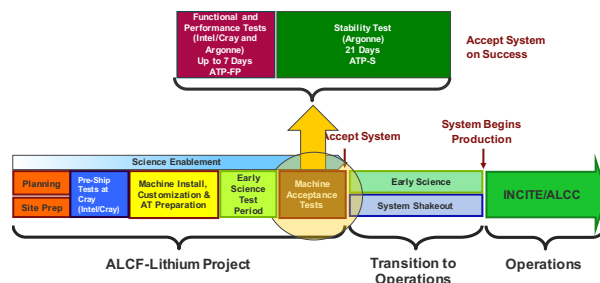 Functional and
Performance Tests
(Intel/Cray and
Argonne)
Up to 7 Days
ATP-FP
Stability Test
(Argonne)
21 Days
ATP-S
Accept System
on Success
Accept System
System Begins
Production
Science Enablement
Planning
Site Prep
Pre-Ship
Tests at
Cray
(Intel/Cray)
Machine Install,
Customization &
AT Preparation
Early
Science
Test
Period
Machine
Acceptance
Tests
Early Science
System Shakeout
INCITE/ALCC
ALCF-Lithium Project
Transition to
Operations
Operations